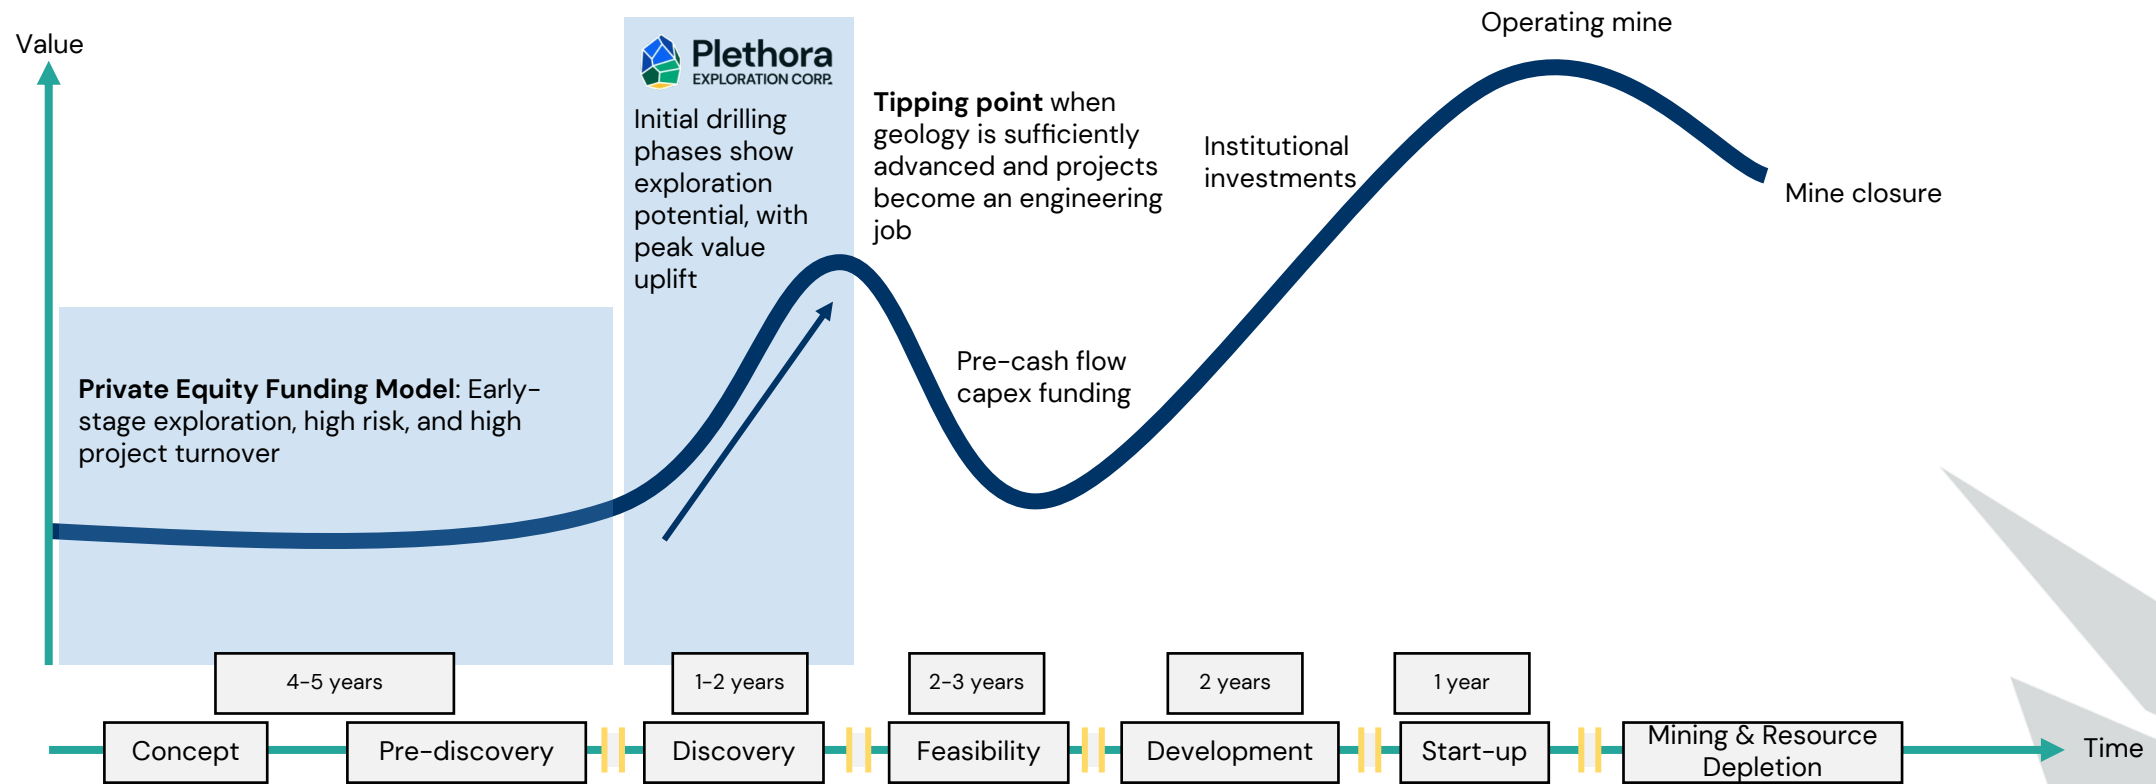 Value
Plethora
EXPLORATION CORP.
Initial drilling
phases show
exploration
potential, with
peak value
uplift
Tipping point when
geology is sufficiently
advanced and projects
become an engineering
job
Operating mine
Institutional
investments
Mine closure
Private Equity Funding Model: Early-
stage exploration, high risk, and high
project turnover
Pre-cash flow
capex funding
4-5 years
1-2 years
2-3 years
2 years
1 year
Concept
Pre-discovery
Discovery
Feasibility
Development
Start-up
Mining & Resource
Depletion
Time